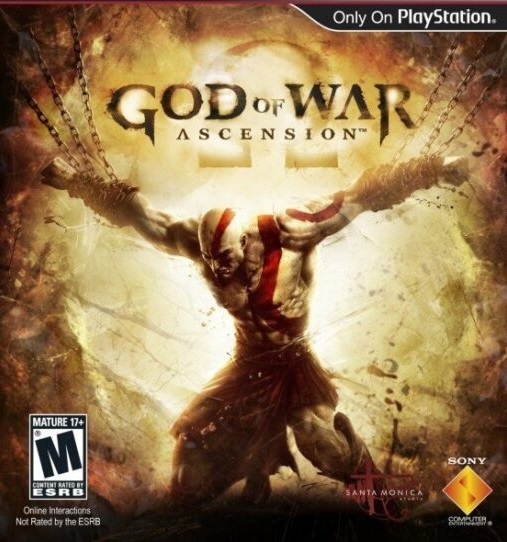 Only On PlayStation®
GOD OF WAR
ASCENSION™
MATURE 17+
M®
CONTENT RATED BY
ESRB
Online Interactions
Not Rated by the ESRB
SANTA MONICA
STUDIO
SONY
COMPUTER
ENTERTAINMENT®